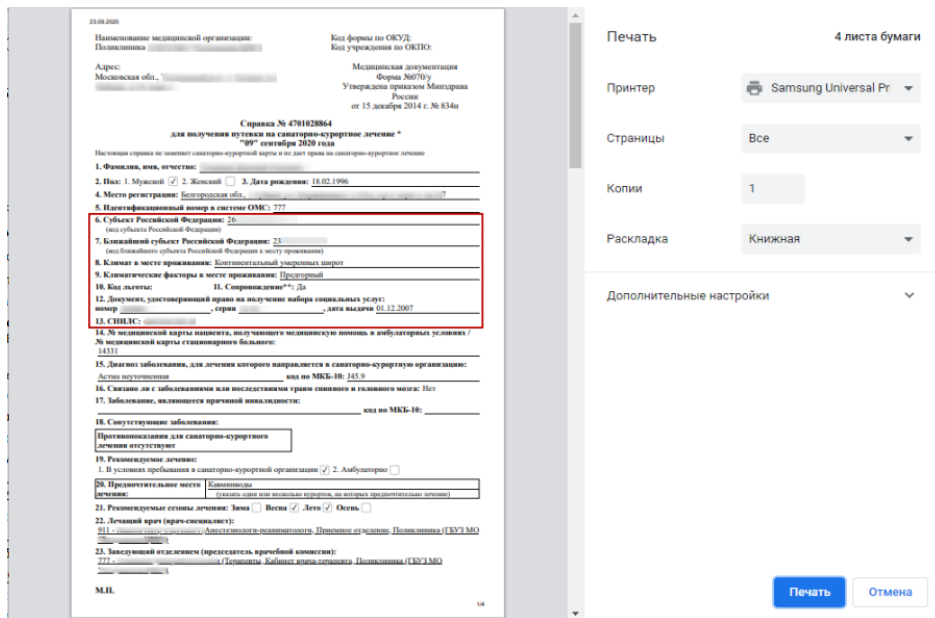 23.09.2020
Наименование медицинской организации:
Поликлиника
Код формы по ОКУД:
Код учреждения по ОКПО:
Адрес:
Московская обл.,
Медицинская документация
Форма №070/у
Утверждена приказом Минздрава
России
от 15 декабря 2014 г. № 834н
Справка № 4701028864
для получения путевки на санаторно-курортное лечение *
"09" сентября 2020 года
Настоящая справка не заменяет санаторно-курортной карты и не дает права на санаторно-курортное лечение
1. Фамилия, имя, отчество:
2. Пол: 1. Мужской ✓ 2. Женский 3. Дата рождения: 18.02.1996
4. Место регистрации: Белгородская обл.,
5. Идентификационный номер в системе ОМС: 777
6. Субъект Российской Федерации: 26
(код субъекта Российской Федерации)
7. Ближайший субъект Российской Федерации: 23
(код ближайшего субъекта Российской Федерации к месту проживания)
8. Климат в месте проживания: Континентальный умеренных широт
9. Климатические факторы в месте проживания: Предгорный
10. Код льготы: 11. Сопровождение**: Да
12. Документ, удостоверяющий право на получение набора социальных услуг:
номер , серия , дата выдачи 01.12.2007
13. СНИЛС:
14. № медицинской карты пациента, получающего медицинскую помощь в амбулаторных условиях /
№ медицинской карты стационарного больного:
14331
15. Диагноз заболевания, для лечения которого направляется в санаторно-курортную организацию:
Астма неуточненная код по МКБ-10: J45.9
16. Связано ли с заболеваниями или последствиями травм спинного и головного мозга: Нет
17. Заболевание, являющееся причиной инвалидности:
код по МКБ-10:
18. Сопутствующие заболевания:
Противопоказания для санаторно-курортного
лечения отсутствуют
19. Рекомендуемое лечение:
1. В условиях пребывания в санаторно-курортной организации ✓ 2. Амбулаторно
20. Предпочтительное место лечения: Кавминводы
(указать один или несколько курортов, на которых предпочтительно лечение)
21. Рекомендуемые сезоны лечения: Зима Весна ✓ Лето ✓ Осень
22. Лечащий врач (врач-специалист):
911 - (Анестезиологи-реаниматологи, Приемное отделение, Поликлиника (ГБУЗ МО
23. Заведующий отделением (председатель врачебной комиссии):
777 - (Терапевты, Кабинет врача-терапевта, Поликлиника (ГБУЗ МО
М.П.
1/4
Печать
4 листа бумаги
Принтер
Samsung Universal Pr
Страницы
Все
Копии
1
Раскладка
Книжная
Дополнительные настройки
Печать
Отмена